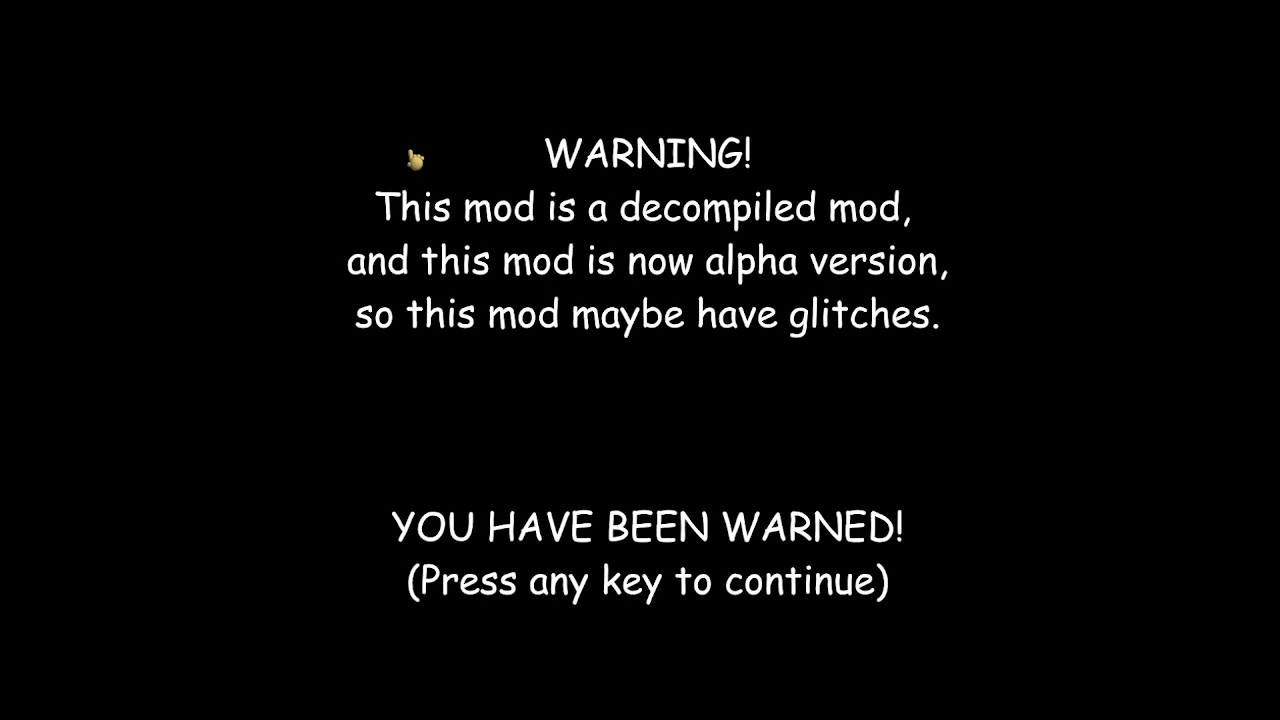 WARNING!
This mod is a decompiled mod,
and this mod is now alpha version,
so this mod maybe have glitches.
YOU HAVE BEEN WARNED!
(Press any key to continue)